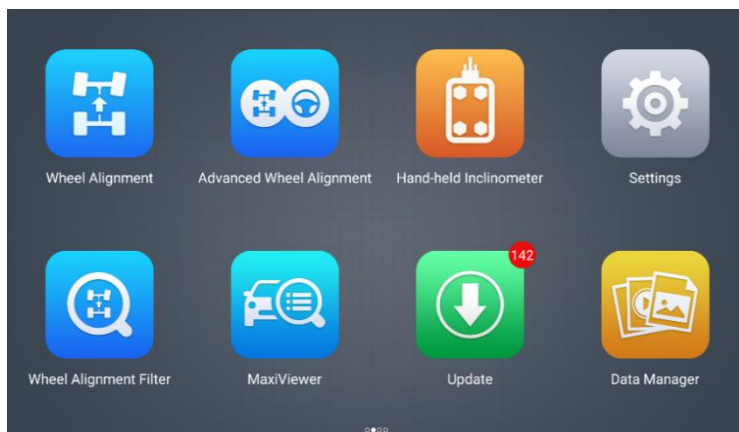 Wheel Alignment
Advanced Wheel Alignment
Hand-held Inclinometer
Settings
142
Wheel Alignment Filter
MaxiViewer
Update
Data Manager